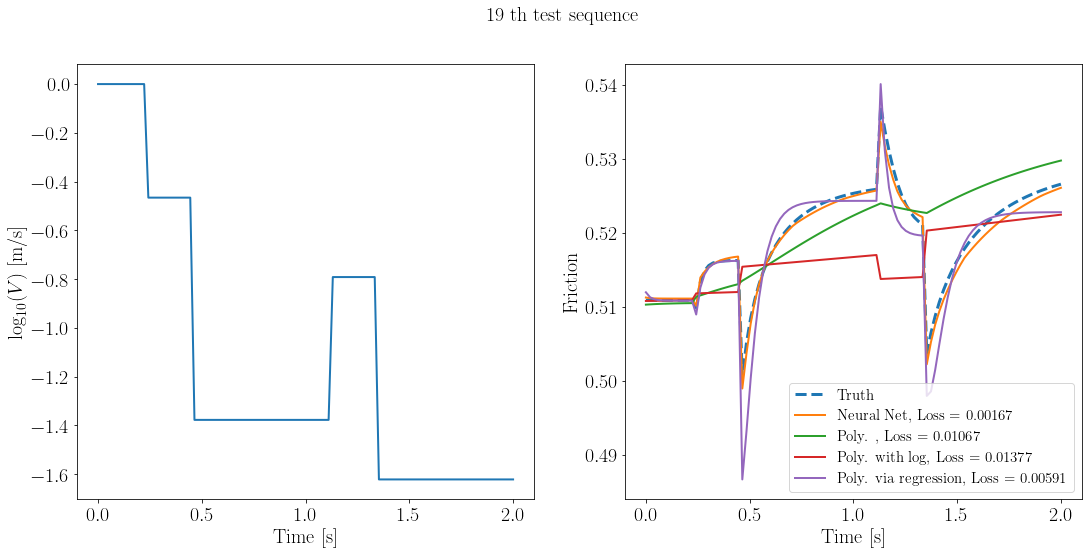 19 th test sequence
log10(V) [m/s]
0.0
−0.2
−0.4
−0.6
−0.8
−1.0
−1.2
−1.4
−1.6
0.0 0.5 1.0 1.5 2.0
Time [s]
Friction
0.54
0.53
0.52
0.51
0.50
0.49
Truth
Neural Net, Loss = 0.00167
Poly. , Loss = 0.01067
Poly. with log, Loss = 0.01377
Poly. via regression, Loss = 0.00591
0.0 0.5 1.0 1.5 2.0
Time [s]